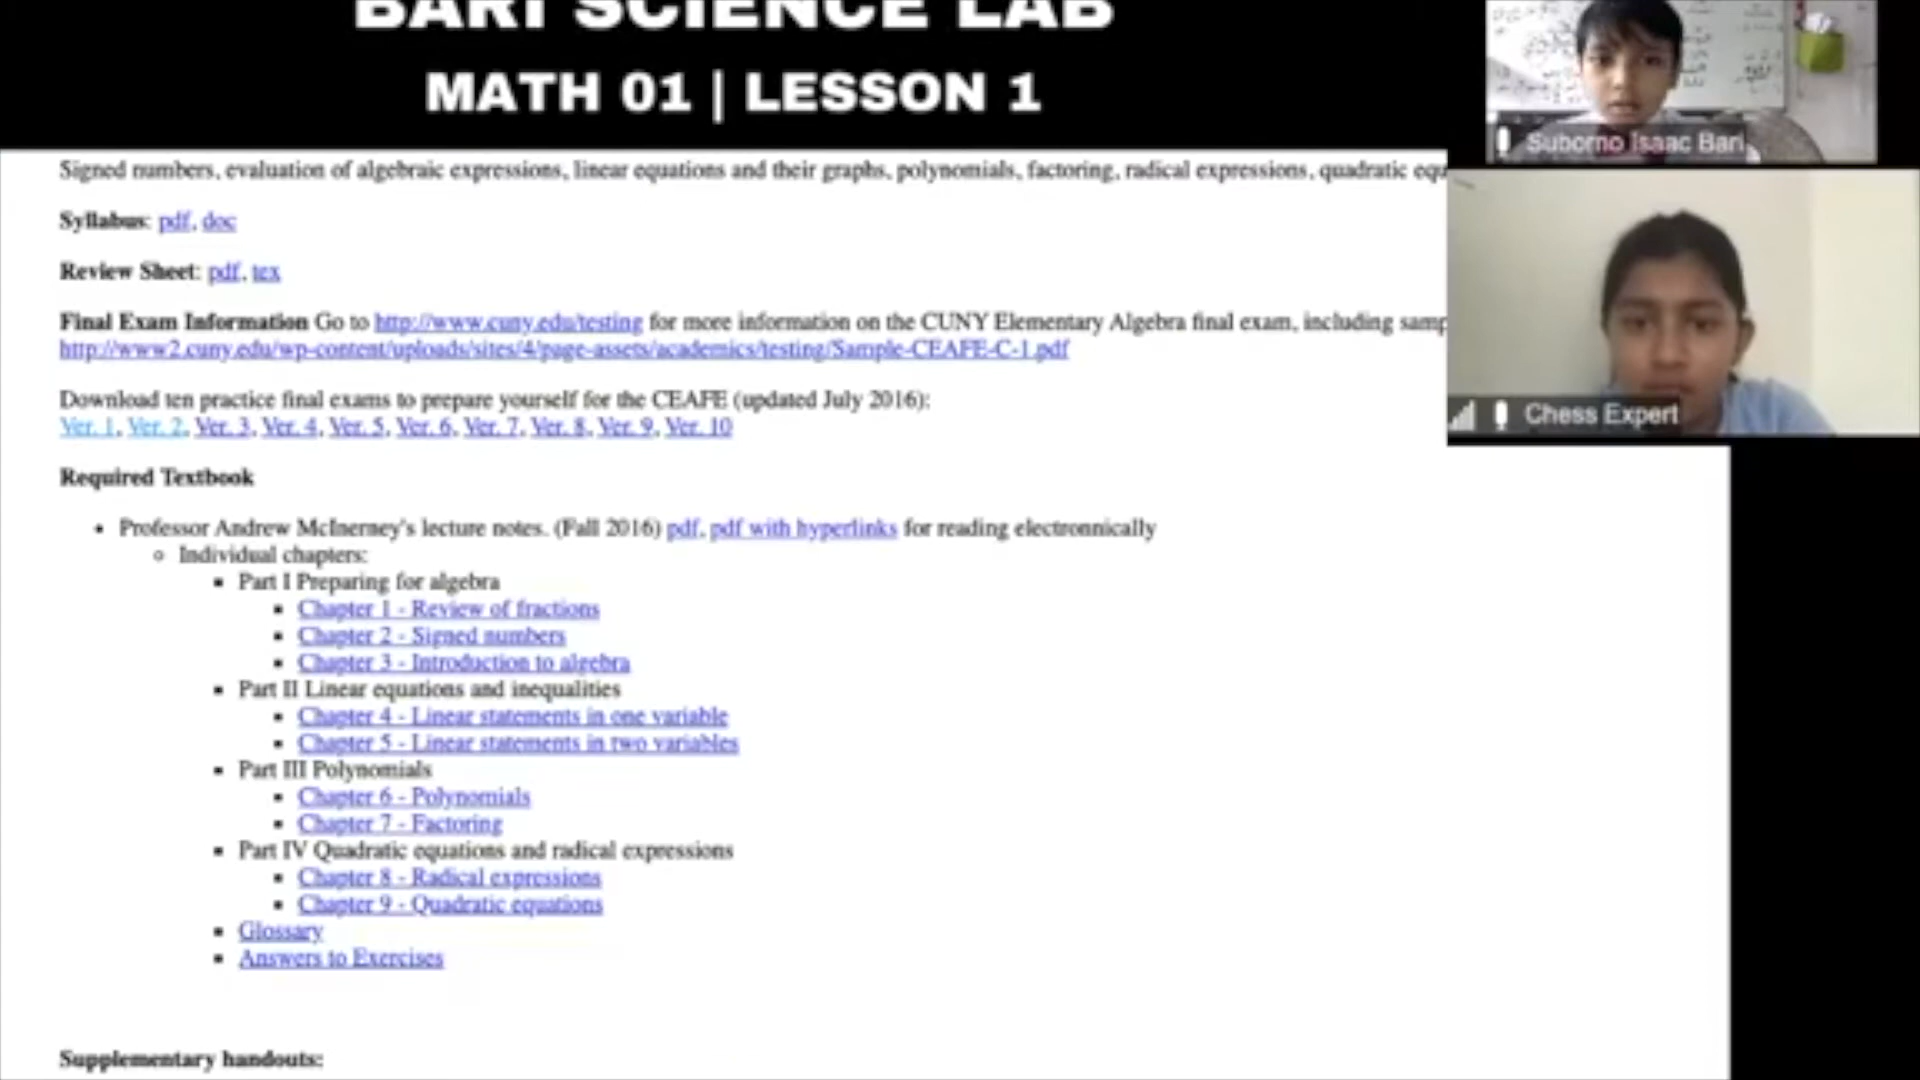 BARI SCIENCE LAB
MATH 01 | LESSON 1
Suborno Isaac Bari
Signed numbers, evaluation of algebraic expressions, linear equations and their graphs, polynomials, factoring, radical expressions, quadratic equ
Syllabus: pdf, doc
Review Sheet: pdf, tex
Final Exam Information Go to http://www.cuny.edu/testing for more information on the CUNY Elementary Algebra final exam, including samp
http://www2.cuny.edu/wp-content/uploads/sites/4/page-assets/academics/testing/Sample-CEAFE-C-1.pdf
Chess Expert
Download ten practice final exams to prepare yourself for the CEAFE (updated July 2016):
Ver. 1, Ver. 2, Ver. 3, Ver. 4, Ver. 5, Ver. 6, Ver. 7, Ver. 8, Ver. 9, Ver. 10
Required Textbook
• Professor Andrew McInerney's lecture notes. (Fall 2016) pdf, pdf with hyperlinks for reading electronnically
Individual chapters:
Part I Preparing for algebra
Chapter 1 - Review of fractions
Chapter 2 - Signed numbers
Chapter 3 - Introduction to algebra
Part II Linear equations and inequalities
Chapter 4 - Linear statements in one variable
Chapter 5 - Linear statements in two variables
Part III Polynomials
Chapter 6 - Polynomials
Chapter 7 - Factoring
Part IV Quadratic equations and radical expressions
Chapter 8 - Radical expressions
Chapter 9 - Quadratic equations
Glossary
Answers to Exercises
Supplementary handouts: